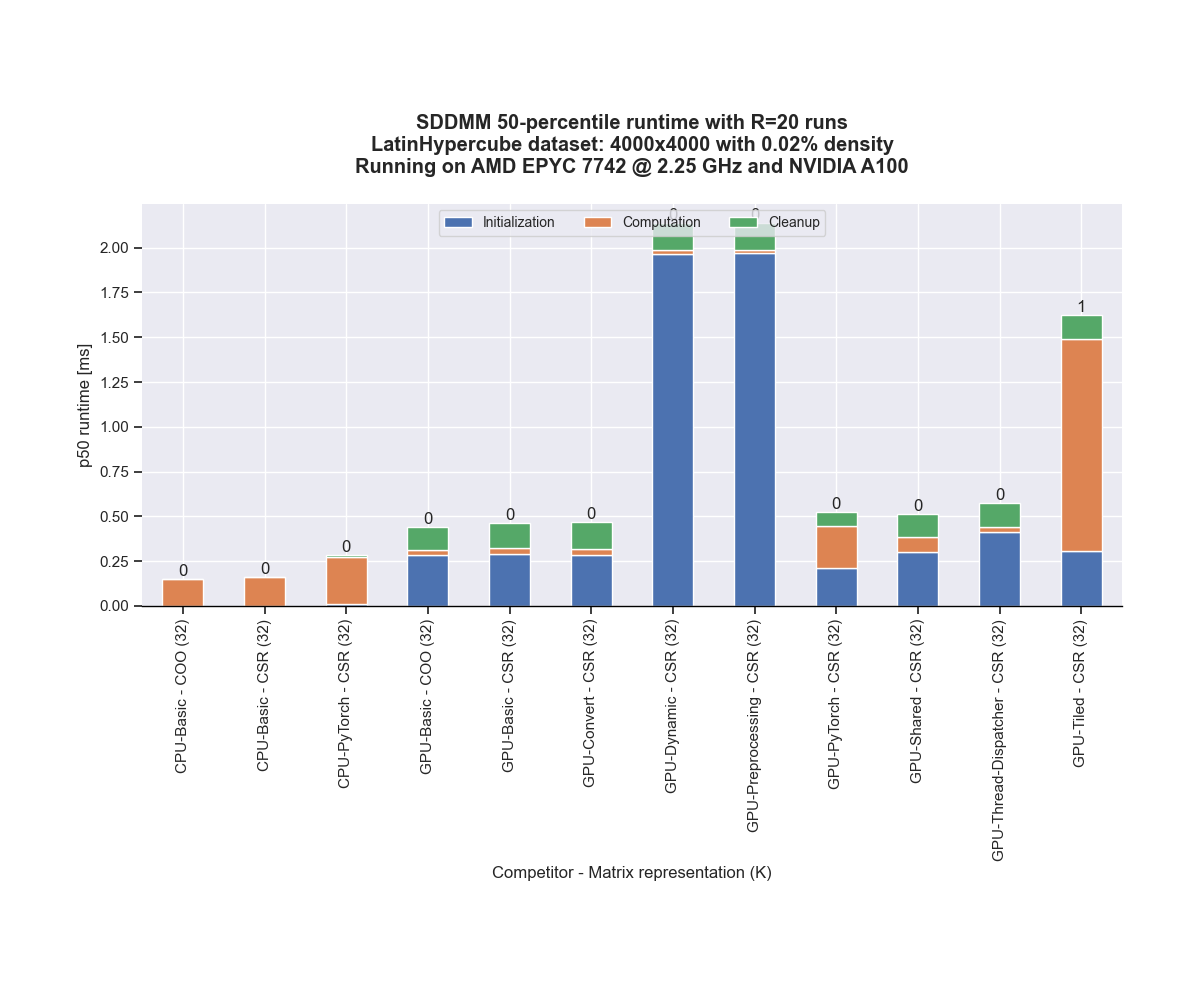 SDDMM 50-percentile runtime with R=20 runs
LatinHypercube dataset: 4000x4000 with 0.02% density
Running on AMD EPYC 7742 @ 2.25 GHz and NVIDIA A100
Initialization Computation Cleanup
0 0 0 0 0 0 0 0 0 0 0 1
p50 runtime [ms]
2.00
1.75
1.50
1.25
1.00
0.75
0.50
0.25
0.00
CPU-Basic - COO (32)
CPU-Basic - CSR (32)
CPU-PyTorch - CSR (32)
GPU-Basic - COO (32)
GPU-Basic - CSR (32)
GPU-Convert - CSR (32)
GPU-Dynamic - CSR (32)
GPU-Preprocessing - CSR (32)
GPU-PyTorch - CSR (32)
GPU-Shared - CSR (32)
GPU-Thread-Dispatcher - CSR (32)
GPU-Tiled - CSR (32)
Competitor - Matrix representation (K)